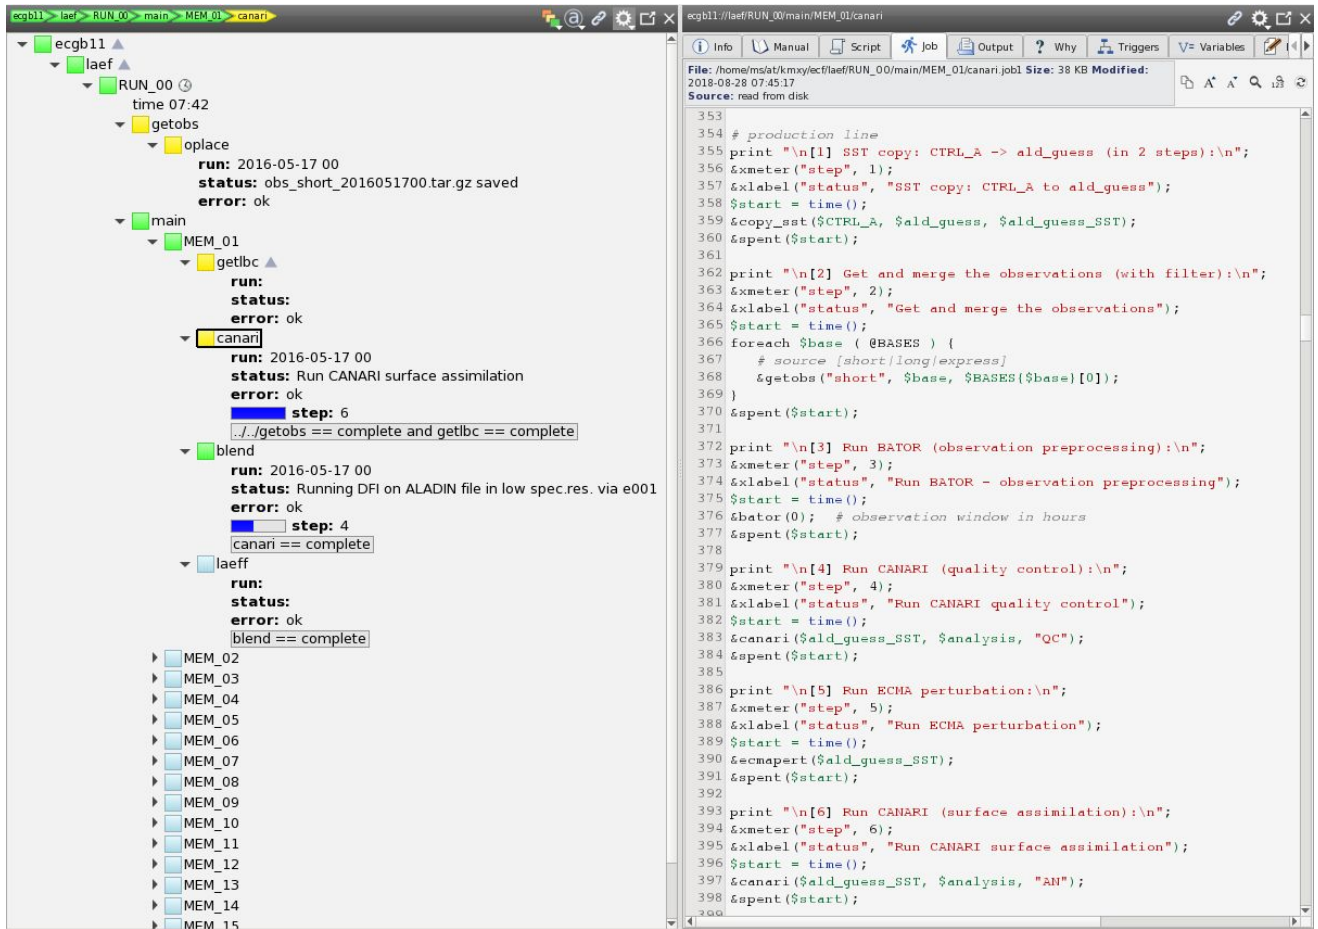 ecgb11 laef RUN_00 main MEM_01 canari
ecgb11
laef
RUN_00
time 07:42
getobs
oplace
run: 2016-05-17 00
status: obs_short_2016051700.tar.gz saved
error: ok
main
MEM_01
getlbc
run:
status:
error: ok
canari
run: 2016-05-17 00
status: Run CANARI surface assimilation
error: ok
step: 6
../../getobs == complete and getlbc == complete
blend
run: 2016-05-17 00
status: Running DFI on ALADIN file in low spec.res. via e001
error: ok
step: 4
canari == complete
laeff
run:
status:
error: ok
blend == complete
MEM_02
MEM_03
MEM_04
MEM_05
MEM_06
MEM_07
MEM_08
MEM_09
MEM_10
MEM_11
MEM_12
MEM_13
MEM_14
MEM_15
ecgb11://laef/RUN_00/main/MEM_01/canari
Info Manual Script Job Output Why Triggers Variables
File: /home/ms/at/kmxy/ecf/laef/RUN_00/main/MEM_01/canari.job1 Size: 38 KB Modified:
2018-08-28 07:45:17
Source: read from disk
353
354 # production line
355 print "\n[1] SST copy: CTRL_A -> ald_guess (in 2 steps):\n";
356 &xmeter("step", 1);
357 &xlabel("status", "SST copy: CTRL_A to ald_guess");
358 $start = time();
359 &copy_sst($CTRL_A, $ald_guess, $ald_guess_SST);
360 &spent($start);
361
362 print "\n[2] Get and merge the observations (with filter):\n";
363 &xmeter("step", 2);
364 &xlabel("status", "Get and merge the observations");
365 $start = time();
366 foreach $base ( @BASES ) {
367 # source [short|long|express]
368 &getobs("short", $base, $BASES{$base}[0]);
369 }
370 &spent($start);
371
372 print "\n[3] Run BATOR (observation preprocessing):\n";
373 &xmeter("step", 3);
374 &xlabel("status", "Run BATOR - observation preprocessing");
375 $start = time();
376 &bator(0); # observation window in hours
377 &spent($start);
378
379 print "\n[4] Run CANARI (quality control):\n";
380 &xmeter("step", 4);
381 &xlabel("status", "Run CANARI quality control");
382 $start = time();
383 &canari($ald_guess_SST, $analysis, "QC");
384 &spent($start);
385
386 print "\n[5] Run ECMA perturbation:\n";
387 &xmeter("step", 5);
388 &xlabel("status", "Run ECMA perturbation");
389 $start = time();
390 &ecmapert($ald_guess_SST);
391 &spent($start);
392
393 print "\n[6] Run CANARI (surface assimilation):\n";
394 &xmeter("step", 6);
395 &xlabel("status", "Run CANARI surface assimilation");
396 $start = time();
397 &canari($ald_guess_SST, $analysis, "AN");
398 &spent($start);
399